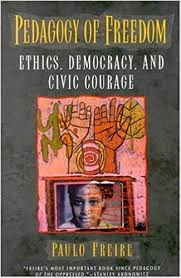 PEDAGOGY OF FREEDOM
ETHICS, DEMOCRACY, AND
CIVIC COURAGE
PAULO FREIRE
"FREIRE'S MOST IMPORTANT BOOK SINCE PEDAGOGY
OF THE OPPRESSED."—STANLEY ARONOWITZ